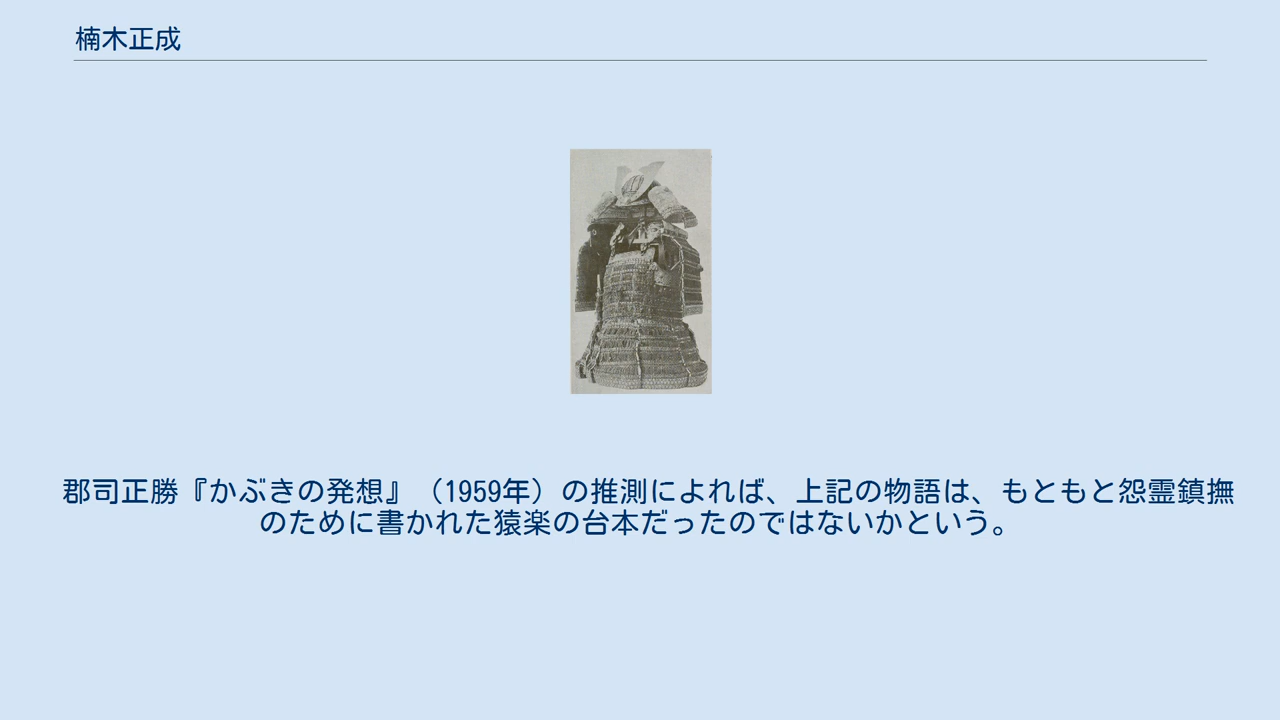 楠木正成
郡司正勝『かぶきの発想』（1959年）の推測によれば、上記の物語は、もともと怨霊鎮撫
のために書かれた猿楽の台本だったのではないかという。